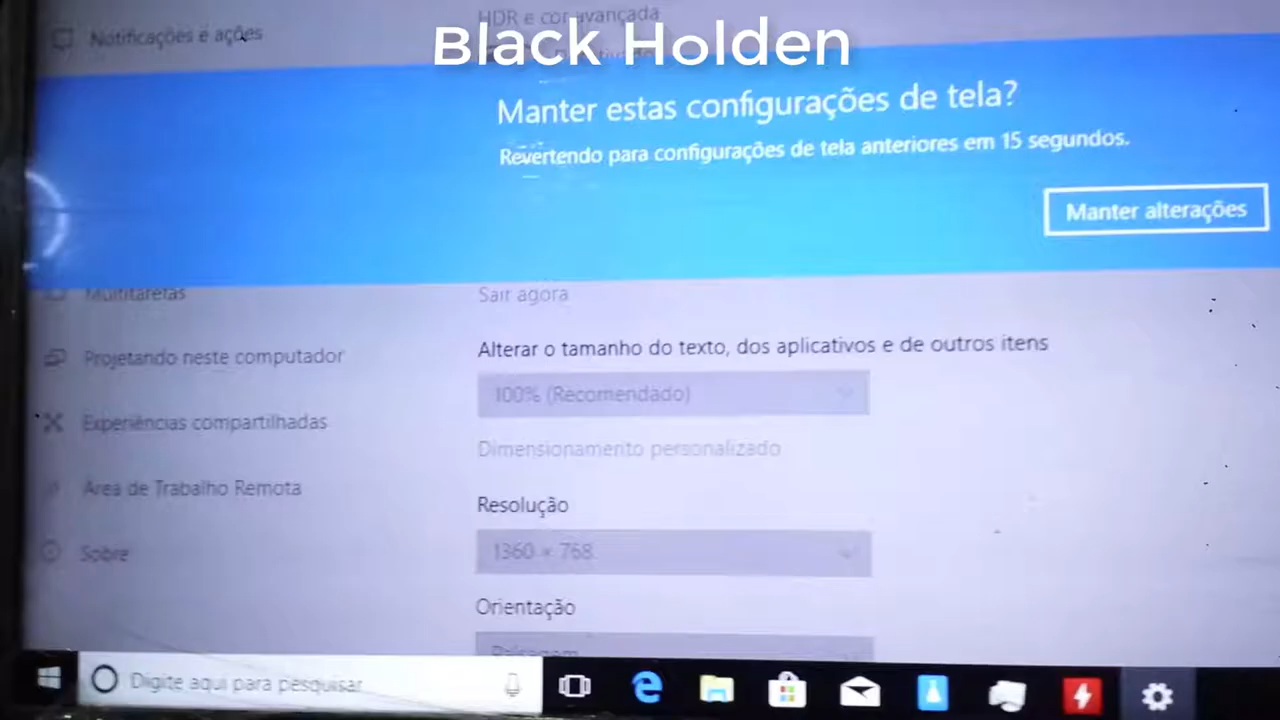 Black Holden
HDR e cor avançada
Notificações e ações
Manter estas configurações de tela?
Revertendo para configurações de tela anteriores em 15 segundos.
Manter alterações
Multitarefas
Sair agora
Alterar o tamanho do texto, dos aplicativos e de outros itens
Projetando neste computador
100% (Recomendado)
Experiências compartilhadas
Dimensionamento personalizado
Área de Trabalho Remota
Resolução
1360 × 768
Sobre
Orientação
Paisagem
Digite aqui para pesquisar